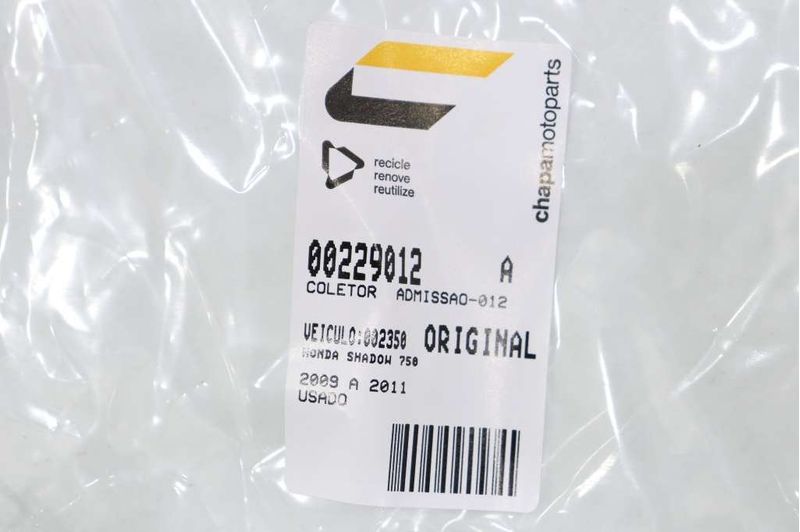 chapamotoparts
recicle
renove
reutilize
00229012 A
COLETOR ADMISSAO-012
VEICULO:002350 ORIGINAL
HONDA SHADOW 750
2009 A 2011
USADO